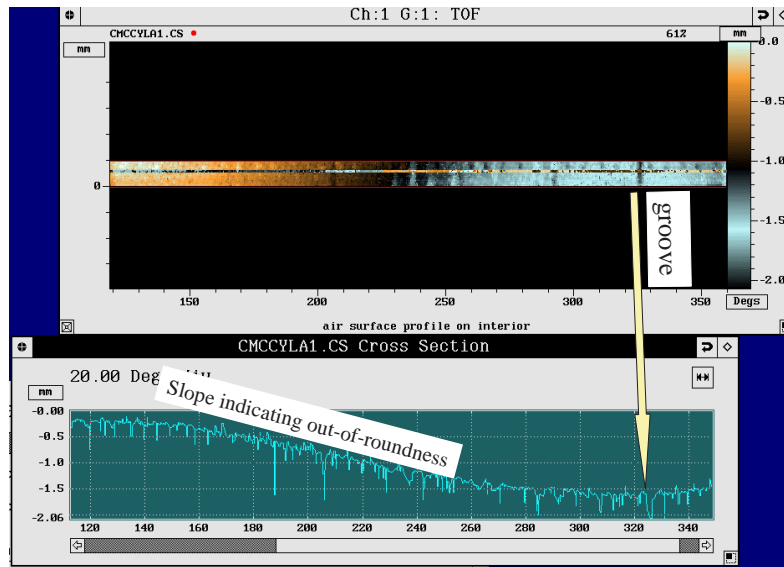 Ch:1 G:1: TOF
CMCCYLA1.CS
61%
mm
mm
0.0
-0.5
-1.0
-1.5
-2.0
0
groove
150 200 250 300 350
Degs
air surface profile on interior
CMCCYLA1.CS Cross Section
20.00 Deg
Slope indicating out-of-roundness
mm
-0.00
-0.5
-1.0
-1.5
-2.06
120 140 160 180 200 220 240 260 280 300 320 340